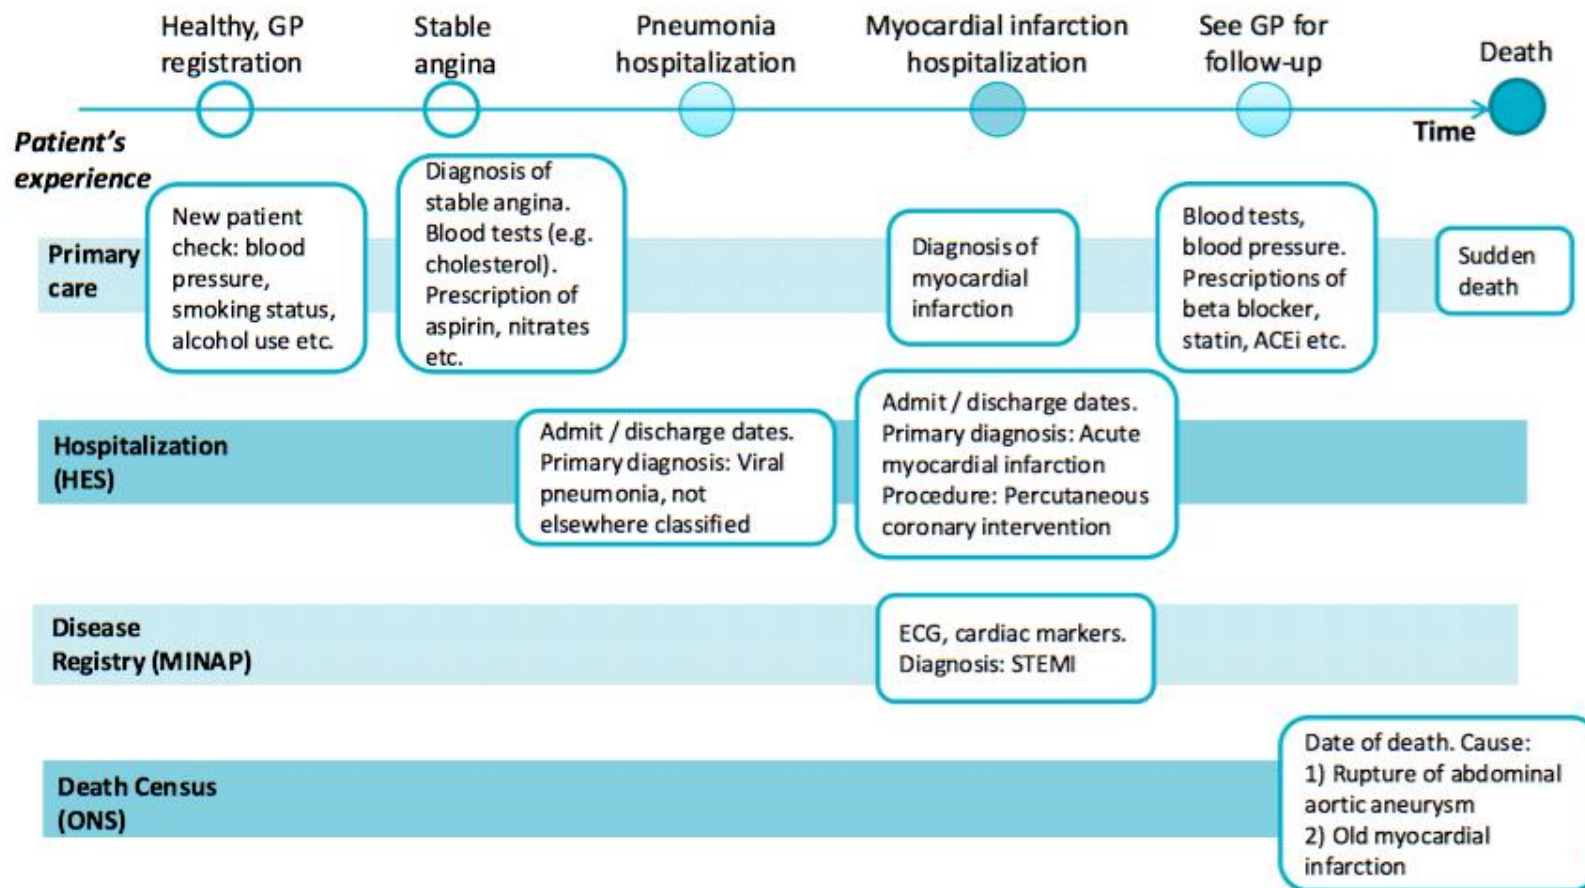 Healthy, GP
registration
Stable
angina
Pneumonia
hospitalization
Myocardial infarction
hospitalization
See GP for
follow-up
Death
Time
Patient's
experience
Primary
care
New patient
check: blood
pressure,
smoking status,
alcohol use etc.
Diagnosis of
stable angina.
Blood tests (e.g.
cholesterol).
Prescription of
aspirin, nitrates
etc.
Diagnosis of
myocardial
infarction
Blood tests,
blood pressure.
Prescriptions of
beta blocker,
statin, ACEi etc.
Sudden
death
Hospitalization
(HES)
Admit / discharge dates.
Primary diagnosis: Viral
pneumonia, not
elsewhere classified
Admit / discharge dates.
Primary diagnosis: Acute
myocardial infarction
Procedure: Percutaneous
coronary intervention
Disease
Registry (MINAP)
ECG, cardiac markers.
Diagnosis: STEMI
Death Census
(ONS)
Date of death. Cause:
1) Rupture of abdominal
aortic aneurysm
2) Old myocardial
infarction